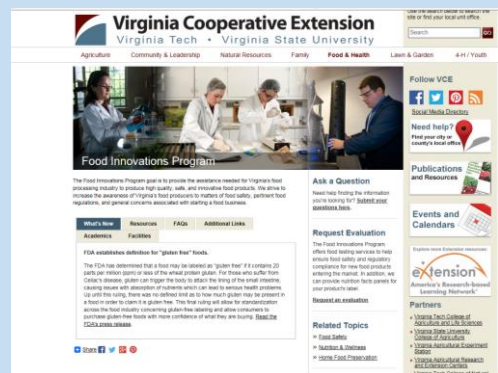 Use the search below to search the
site or find your local unit office.
Virginia Cooperative Extension
Virginia Tech • Virginia State University
Search
GO
Agriculture Community & Leadership Natural Resources Family Food & Health Lawn & Garden 4-H / Youth
Food Innovations Program
The Food Innovations Program goal is to provide the assistance needed for Virginia's food
processing industry to produce high quality, safe, and innovative food products. We strive to
increase the awareness of Virginia's food producers to matters of food safety, pertinent food
regulations, and general concerns associated with starting a food business.
What's New Resources FAQs Additional Links
Academics Facilities
FDA establishes definition for "gluten free" foods.
The FDA has determined that a food may be labeled as "gluten free" if it contains 20
parts per million (ppm) or less of the wheat protein gluten. For those who suffer from
Celiac's disease, gluten can trigger the body to attach the lining of the small intestine,
causing issues with absorption of nutrients which can lead to serious health problems.
Up until this ruling, there was no defined limit as to how much gluten may be present in
a food in order to claim it is gluten free. This final ruling will allow for standardization
across the food industry concerning gluten-free labeling and allow consumers to
purchase gluten-free foods with more confidence of what they are buying. Read the
FDA's press release.
Share
Ask a Question
Need help finding the information
you're looking for? Submit your
questions here.
Request Evaluation
The Food Innovations Program
offers food testing services to help
ensure food safety and regulatory
compliance for new food products
entering the market. In addition, we
can provide nutrition facts panels for
your product's label.
Request an evaluation
Related Topics
» Food Safety
» Nutrition & Wellness
» Home Food Preservation
Follow VCE
Social Media Directory
Need help?
Find your city or
county's local office
Publications
and Resources
Events and
Calendars
Explore more Extension resources:
eXtension
America's Research-based
Learning Network
Partners
Virginia Tech College of
Agriculture and Life Sciences
Virginia State University
College of Agriculture
Virginia Agricultural Experiment
Station
Virginia Agricultural Research
and Extension Centers
Virginia Tech College of Natural